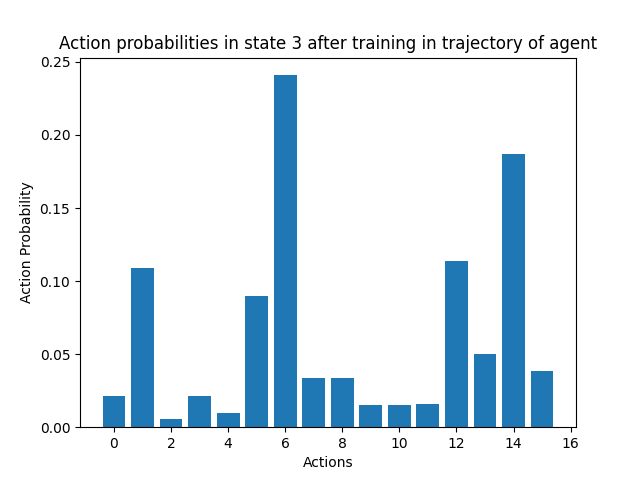 Action probabilities in state 3 after training in trajectory of agent
0.25
0.20
0.15
0.10
0.05
0.00
Action Probability
0 2 4 6 8 10 12 14 16
Actions